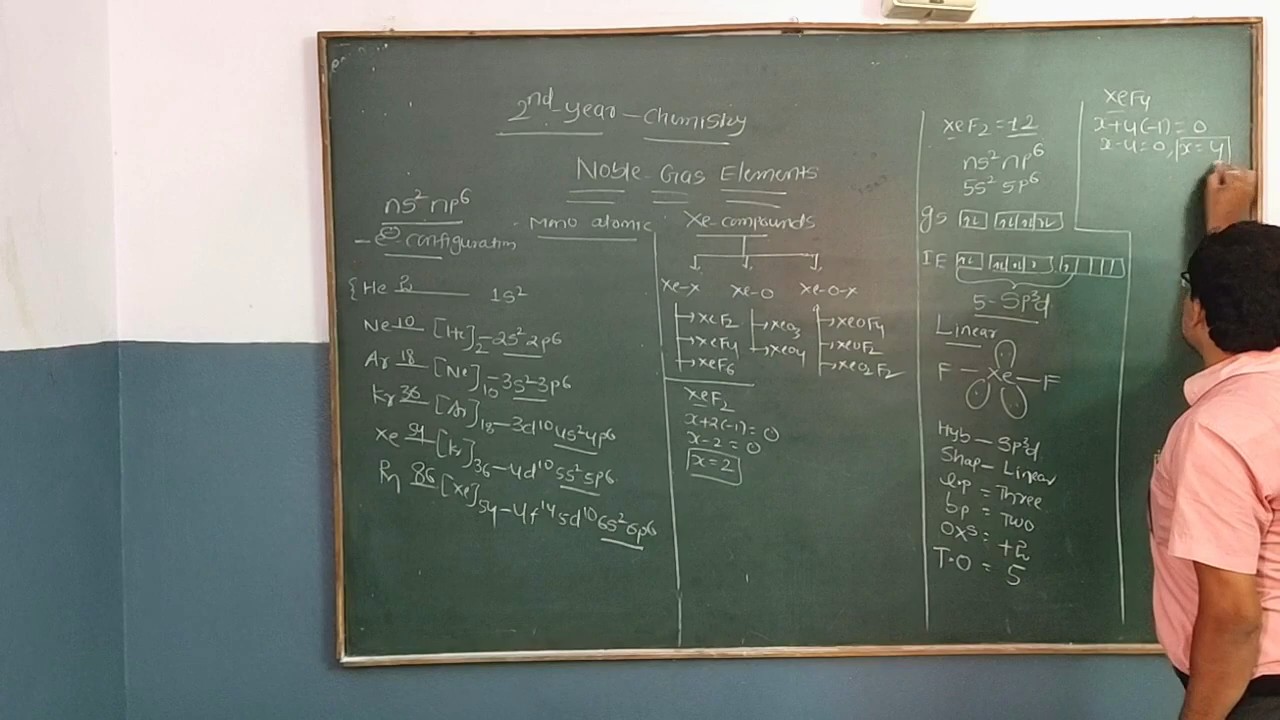 2nd year - Chemistry
Noble Gas Elements
ns² np⁶
- e⁻ configuration
- Mono atomic
{ He 2 1s²
Ne 10 [He]₂ - 2s² 2p⁶
Ar 18 [Ne]₁₀ - 3s² 3p⁶
Kr 36 [Ar]₁₈ - 3d¹⁰ 4s² 4p⁶
Xe 54 [Kr]₃₆ - 4d¹⁰ 5s² 5p⁶
Rn 86 [Xe]₅₄ - 4f¹⁴ 5d¹⁰ 6s² 6p⁶
Xe-compounds
Xe-X Xe-O Xe-O-X
XeF₂ XeO₃ XeOF₄
XeF₄ XeO₄ XeOF₂
XeF₆ XeO₂F₂
XeF₂
x+2(-1) = 0
x-2 = 0
x=2
XeF₂ = +2
ns² np⁶
5s² 5p⁶
gs
IE
5- Sp³d
Linear
F - Xe - F
Hyb - Sp³d
Shap - Linear
l.p = Three
bp = Two
OXS = +2
T.O = 5
XeF₄
x+4(-1) = 0
x-4=0, x=4